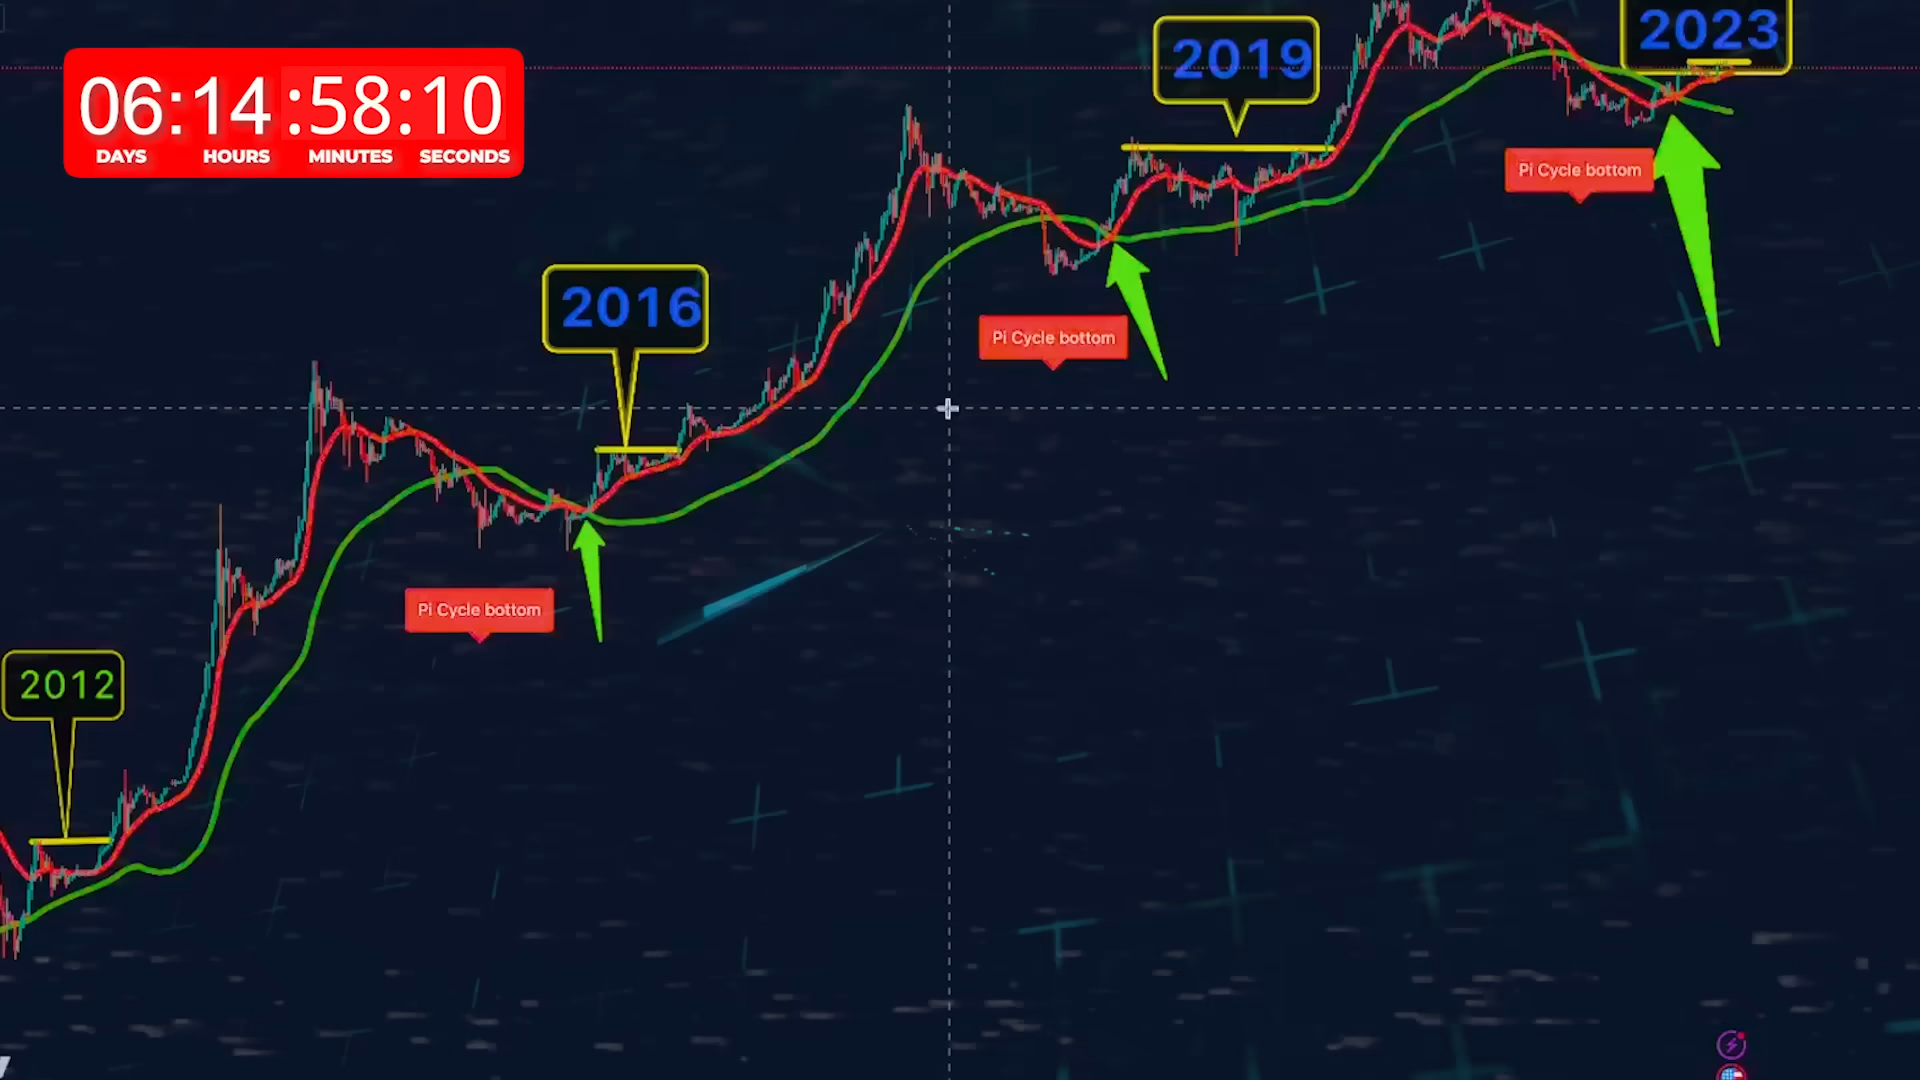 06:14:58:10
DAYS HOURS MINUTES SECONDS
2023
2019
Pi Cycle bottom
2016
Pi Cycle bottom
Pi Cycle bottom
2012